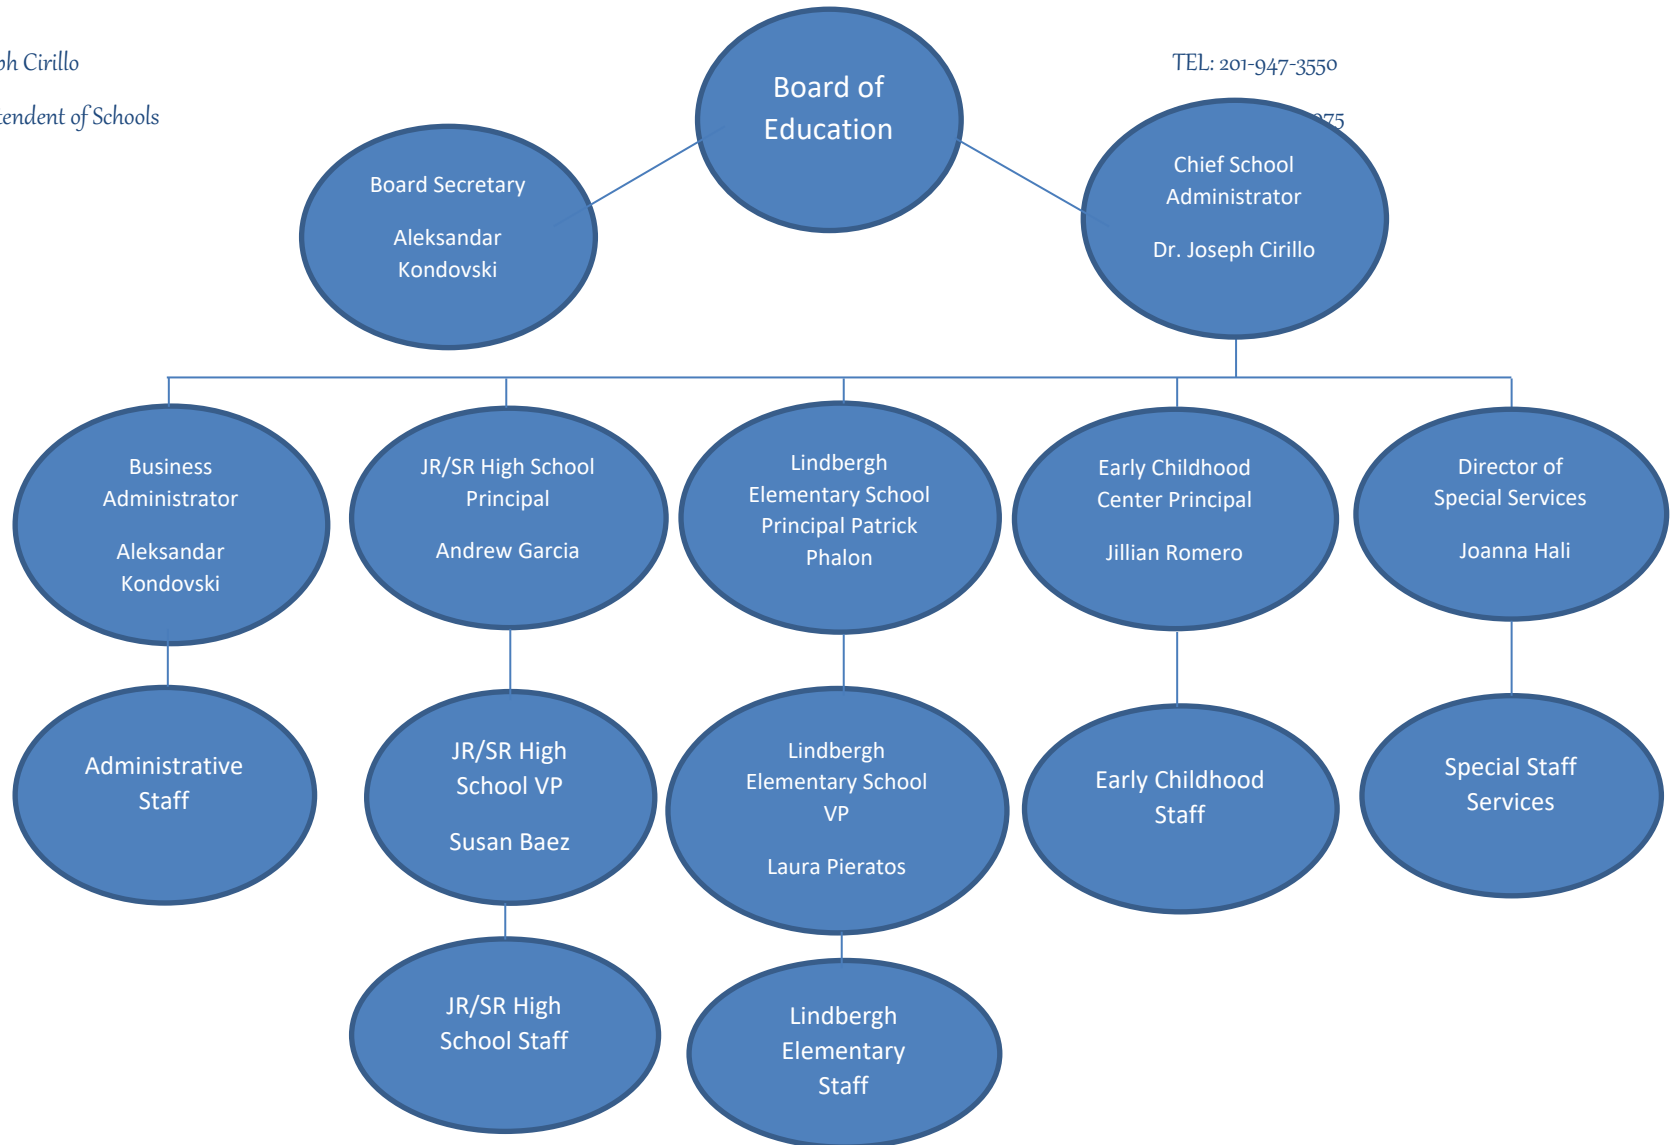 Cirillo
TEL: 201-947-3550
of Schools
Board of
Education
Board Secretary
Aleksandar
Kondovski
Chief School
Administrator
Dr. Joseph Cirillo
Business
Administrator
Aleksandar
Kondovski
JR/SR High School
Principal
Andrew Garcia
Lindbergh
Elementary School
Principal Patrick
Phalon
Early Childhood
Center Principal
Jillian Romero
Director of
Special Services
Joanna Hali
Administrative
Staff
JR/SR High
School VP
Susan Baez
Lindbergh
Elementary School
VP
Laura Pieratos
Early Childhood
Staff
Special Staff
Services
JR/SR High
School Staff
Lindbergh
Elementary
Staff